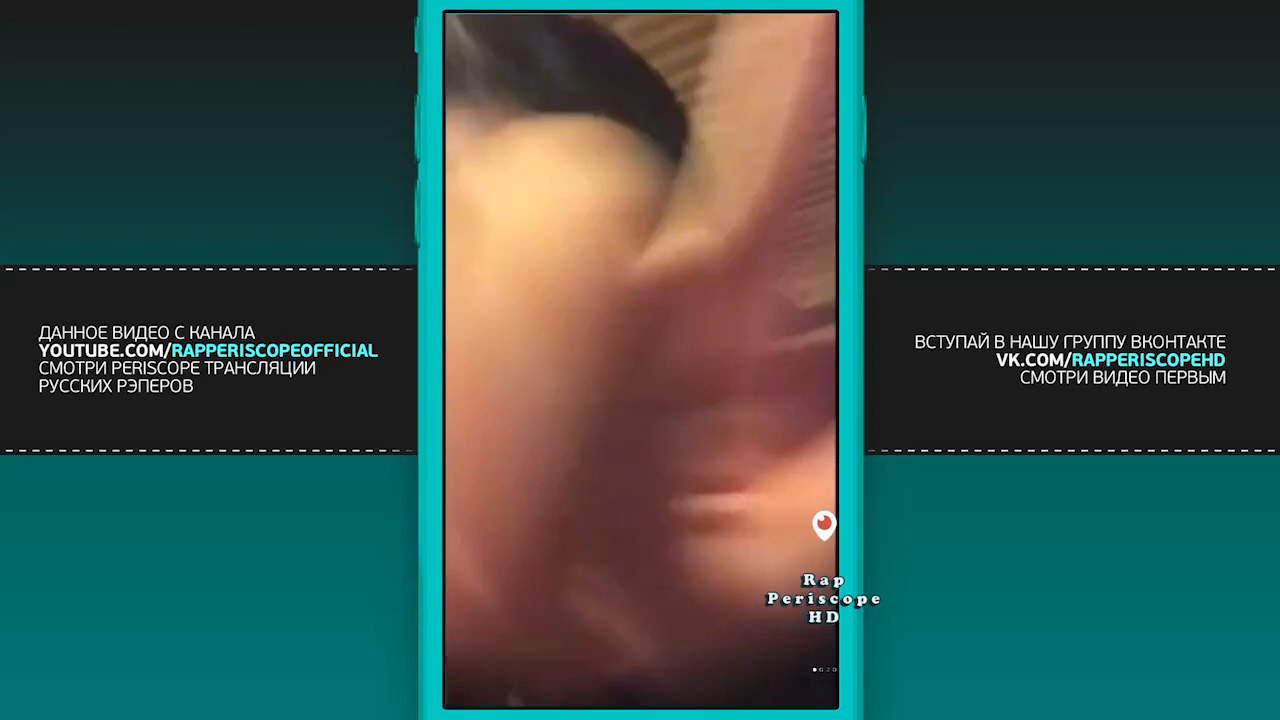 ДАННОЕ ВИДЕО С КАНАЛА
YOUTUBE.COM/RAPPERISCOPEOFFICIAL
СМОТРИ PERISCOPE ТРАНСЛЯЦИИ
РУССКИХ РЭПЕРОВ
ВСТУПАЙ В НАШУ ГРУППУ ВКОНТАКТЕ
VK.COM/RAPPERISCOPEHD
СМОТРИ ВИДЕО ПЕРВЫМ
Rap
Periscope
HD